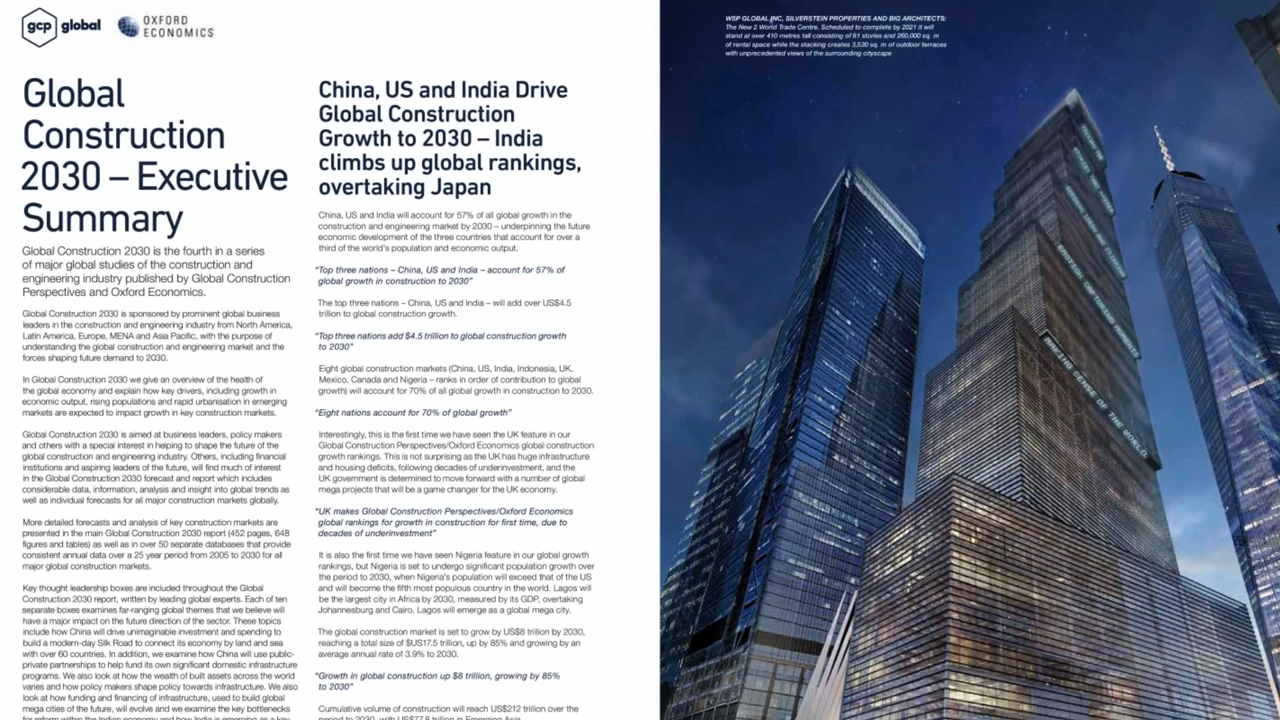 gcp global
OXFORD
ECONOMICS
Global
Construction
2030 – Executive
Summary
Global Construction 2030 is the fourth in a series
of major global studies of the construction and
engineering industry published by Global Construction
Perspectives and Oxford Economics.
Global Construction 2030 is sponsored by prominent global business
leaders in the construction and engineering industry from North America,
Latin America, Europe, MENA and Asia Pacific, with the purpose of
understanding the global construction and engineering market and the
forces shaping future demand to 2030.
In Global Construction 2030 we give an overview of the health of
the global economy and explain how key drivers, including growth in
economic output, rising populations and rapid urbanisation in emerging
markets are expected to impact growth in key construction markets.
Global Construction 2030 is aimed at business leaders, policy makers
and others with a special interest in helping to shape the future of the
global construction and engineering industry. Others, including financial
institutions and aspiring leaders of the future, will find much of interest
in the Global Construction 2030 forecast and report which includes
considerable data, information, analysis and insight into global trends as
well as individual forecasts for all major construction markets globally.
More detailed forecasts and analysis of key construction markets are
presented in the main Global Construction 2030 report (452 pages, 648
figures and tables) as well as in over 50 separate databases that provide
consistent annual data over a 25 year period from 2005 to 2030 for all
major global construction markets.
Key thought leadership boxes are included throughout the Global
Construction 2030 report, written by leading global experts. Each of ten
separate boxes examines far-ranging global themes that we believe will
have a major impact on the future direction of the sector. These topics
include how China will drive unimaginable investment and spending to
build a modern-day Silk Road to connect its economy by land and sea
with over 60 countries. In addition, we examine how China will use public-
private partnerships to help fund its own significant domestic infrastructure
programs. We also look at how the wealth of built assets across the world
varies and how policy makers shape policy towards infrastructure. We also
look at how funding and financing of infrastructure, used to build global
mega cities of the future, will evolve and we examine the key bottlenecks
for reform within the Indian economy and how India is emerging as a key
China, US and India Drive
Global Construction
Growth to 2030 – India
climbs up global rankings,
overtaking Japan
China, US and India will account for 57% of all global growth in the
construction and engineering market by 2030 – underpinning the future
economic development of the three countries that account for over a
third of the world's population and economic output.
“Top three nations – China, US and India – account for 57% of
global growth in construction to 2030”
The top three nations – China, US and India – will add over US$4.5
trillion to global construction growth.
“Top three nations add $4.5 trillion to global construction growth
to 2030”
Eight global construction markets (China, US, India, Indonesia, UK,
Mexico, Canada and Nigeria – ranks in order of contribution to global
growth) will account for 70% of all global growth in construction to 2030.
“Eight nations account for 70% of global growth”
Interestingly, this is the first time we have seen the UK feature in our
Global Construction Perspectives/Oxford Economics global construction
growth rankings. This is not surprising as the UK has huge infrastructure
and housing deficits, following decades of underinvestment, and the
UK government is determined to move forward with a number of global
mega projects that will be a game changer for the UK economy.
“UK makes Global Construction Perspectives/Oxford Economics
global rankings for growth in construction for first time, due to
decades of underinvestment”
It is also the first time we have seen Nigeria feature in our global growth
rankings, but Nigeria is set to undergo significant population growth over
the period to 2030, when Nigeria's population will exceed that of the US
and will become the fifth most populous country in the world. Lagos will
be the largest city in Africa by 2030, measured by its GDP, overtaking
Johannesburg and Cairo. Lagos will emerge as a global mega city.
The global construction market is set to grow by US$8 trillion by 2030,
reaching a total size of $US17.5 trillion, up by 85% and growing by an
average annual rate of 3.9% to 2030.
“Growth in global construction up $8 trillion, growing by 85%
to 2030”
Cumulative volume of construction will reach US$212 trillion over the
period to 2030, with US$77.8 trillion in Emerging Asia.
WSP GLOBAL INC, SILVERSTEIN PROPERTIES AND BIG ARCHITECTS:
The New 2 World Trade Centre. Scheduled to complete by 2021 it will
stand at over 410 metres tall consisting of 81 stories and 260,000 sq. m
of rental space while the stacking creates 3,530 sq. m of outdoor terraces
with unprecedented views of the surrounding cityscape